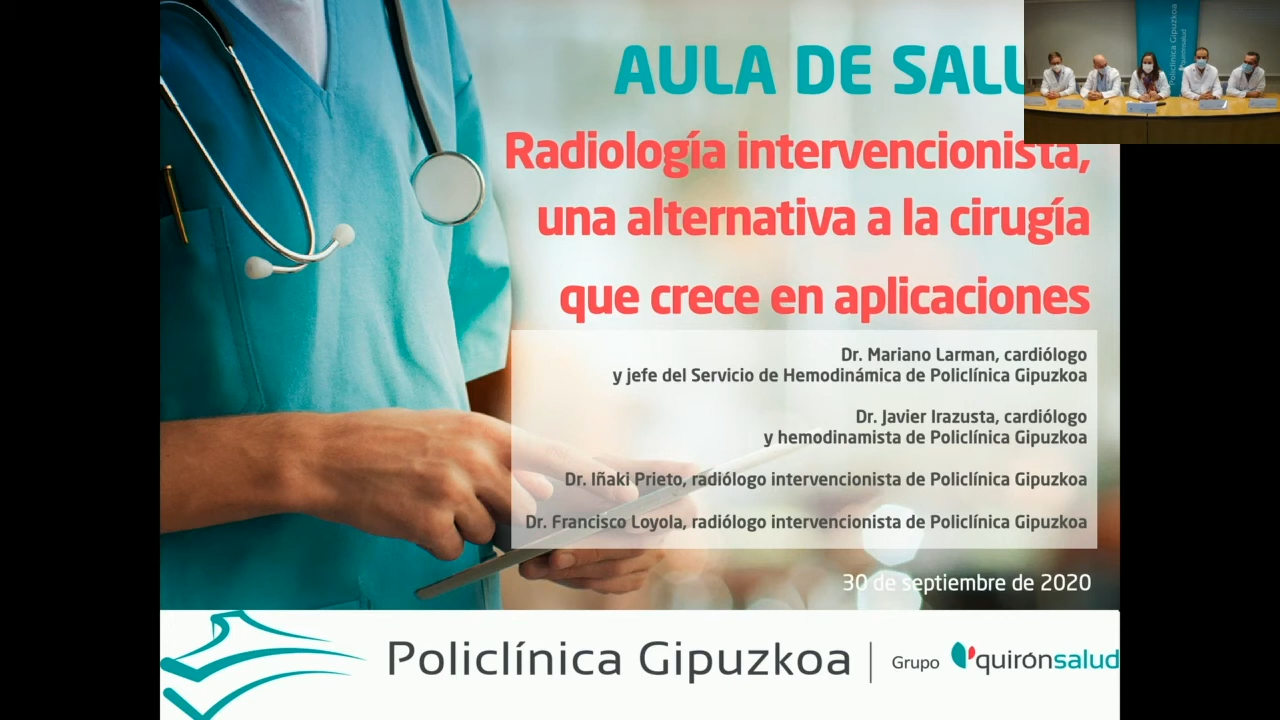 AULA DE SALU
Radiología intervencionista,
una alternativa a la cirugía
que crece en aplicaciones
Dr. Mariano Larman, cardiólogo
y jefe del Servicio de Hemodinámica de Policlínica Gipuzkoa
Dr. Javier Irazusta, cardiólogo
y hemodinamista de Policlínica Gipuzkoa
Dr. Iñaki Prieto, radiólogo intervencionista de Policlínica Gipuzkoa
Dr. Francisco Loyola, radiólogo intervencionista de Policlínica Gipuzkoa
30 de septiembre de 2020
Policlínica Gipuzkoa
Grupo
quirónsalud
Policlínica Gipuzkoa
quirónsalud